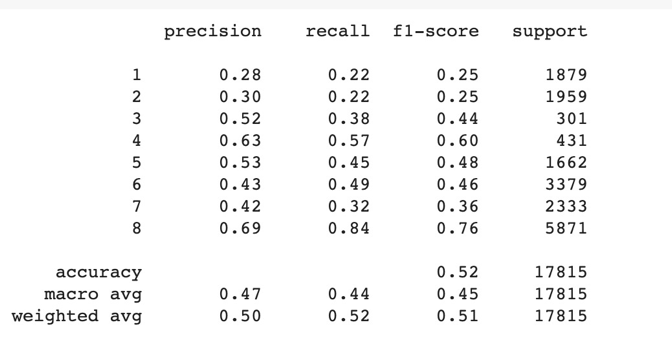 precision recall f1-score support
1 0.28 0.22 0.25 1879
2 0.30 0.22 0.25 1959
3 0.52 0.38 0.44 301
4 0.63 0.57 0.60 431
5 0.53 0.45 0.48 1662
6 0.43 0.49 0.46 3379
7 0.42 0.32 0.36 2333
8 0.69 0.84 0.76 5871
accuracy 0.52 17815
macro avg 0.47 0.44 0.45 17815
weighted avg 0.50 0.52 0.51 17815